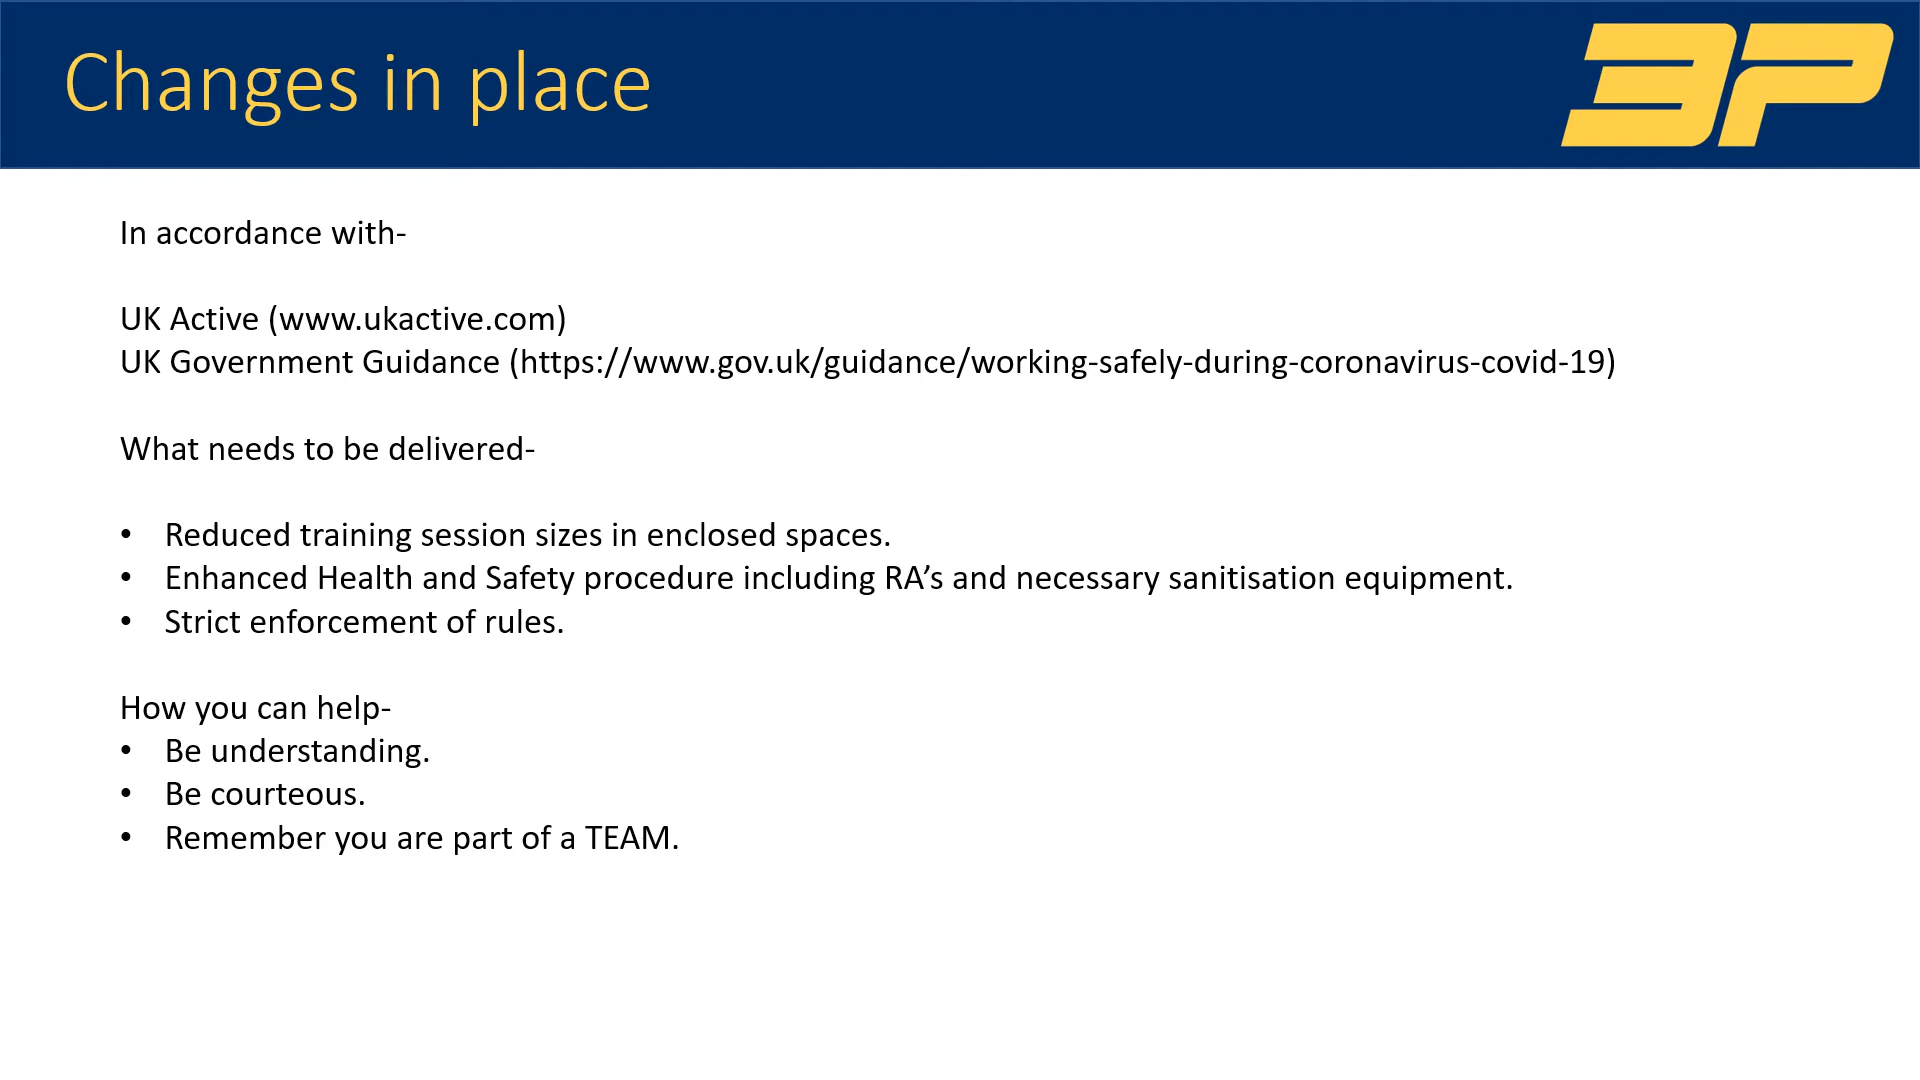 Changes in place
3P
In accordance with-
UK Active (www.ukactive.com)
UK Government Guidance (https://www.gov.uk/guidance/working-safely-during-coronavirus-covid-19)
What needs to be delivered-
• Reduced training session sizes in enclosed spaces.
• Enhanced Health and Safety procedure including RA’s and necessary sanitisation equipment.
• Strict enforcement of rules.
How you can help-
• Be understanding.
• Be courteous.
• Remember you are part of a TEAM.